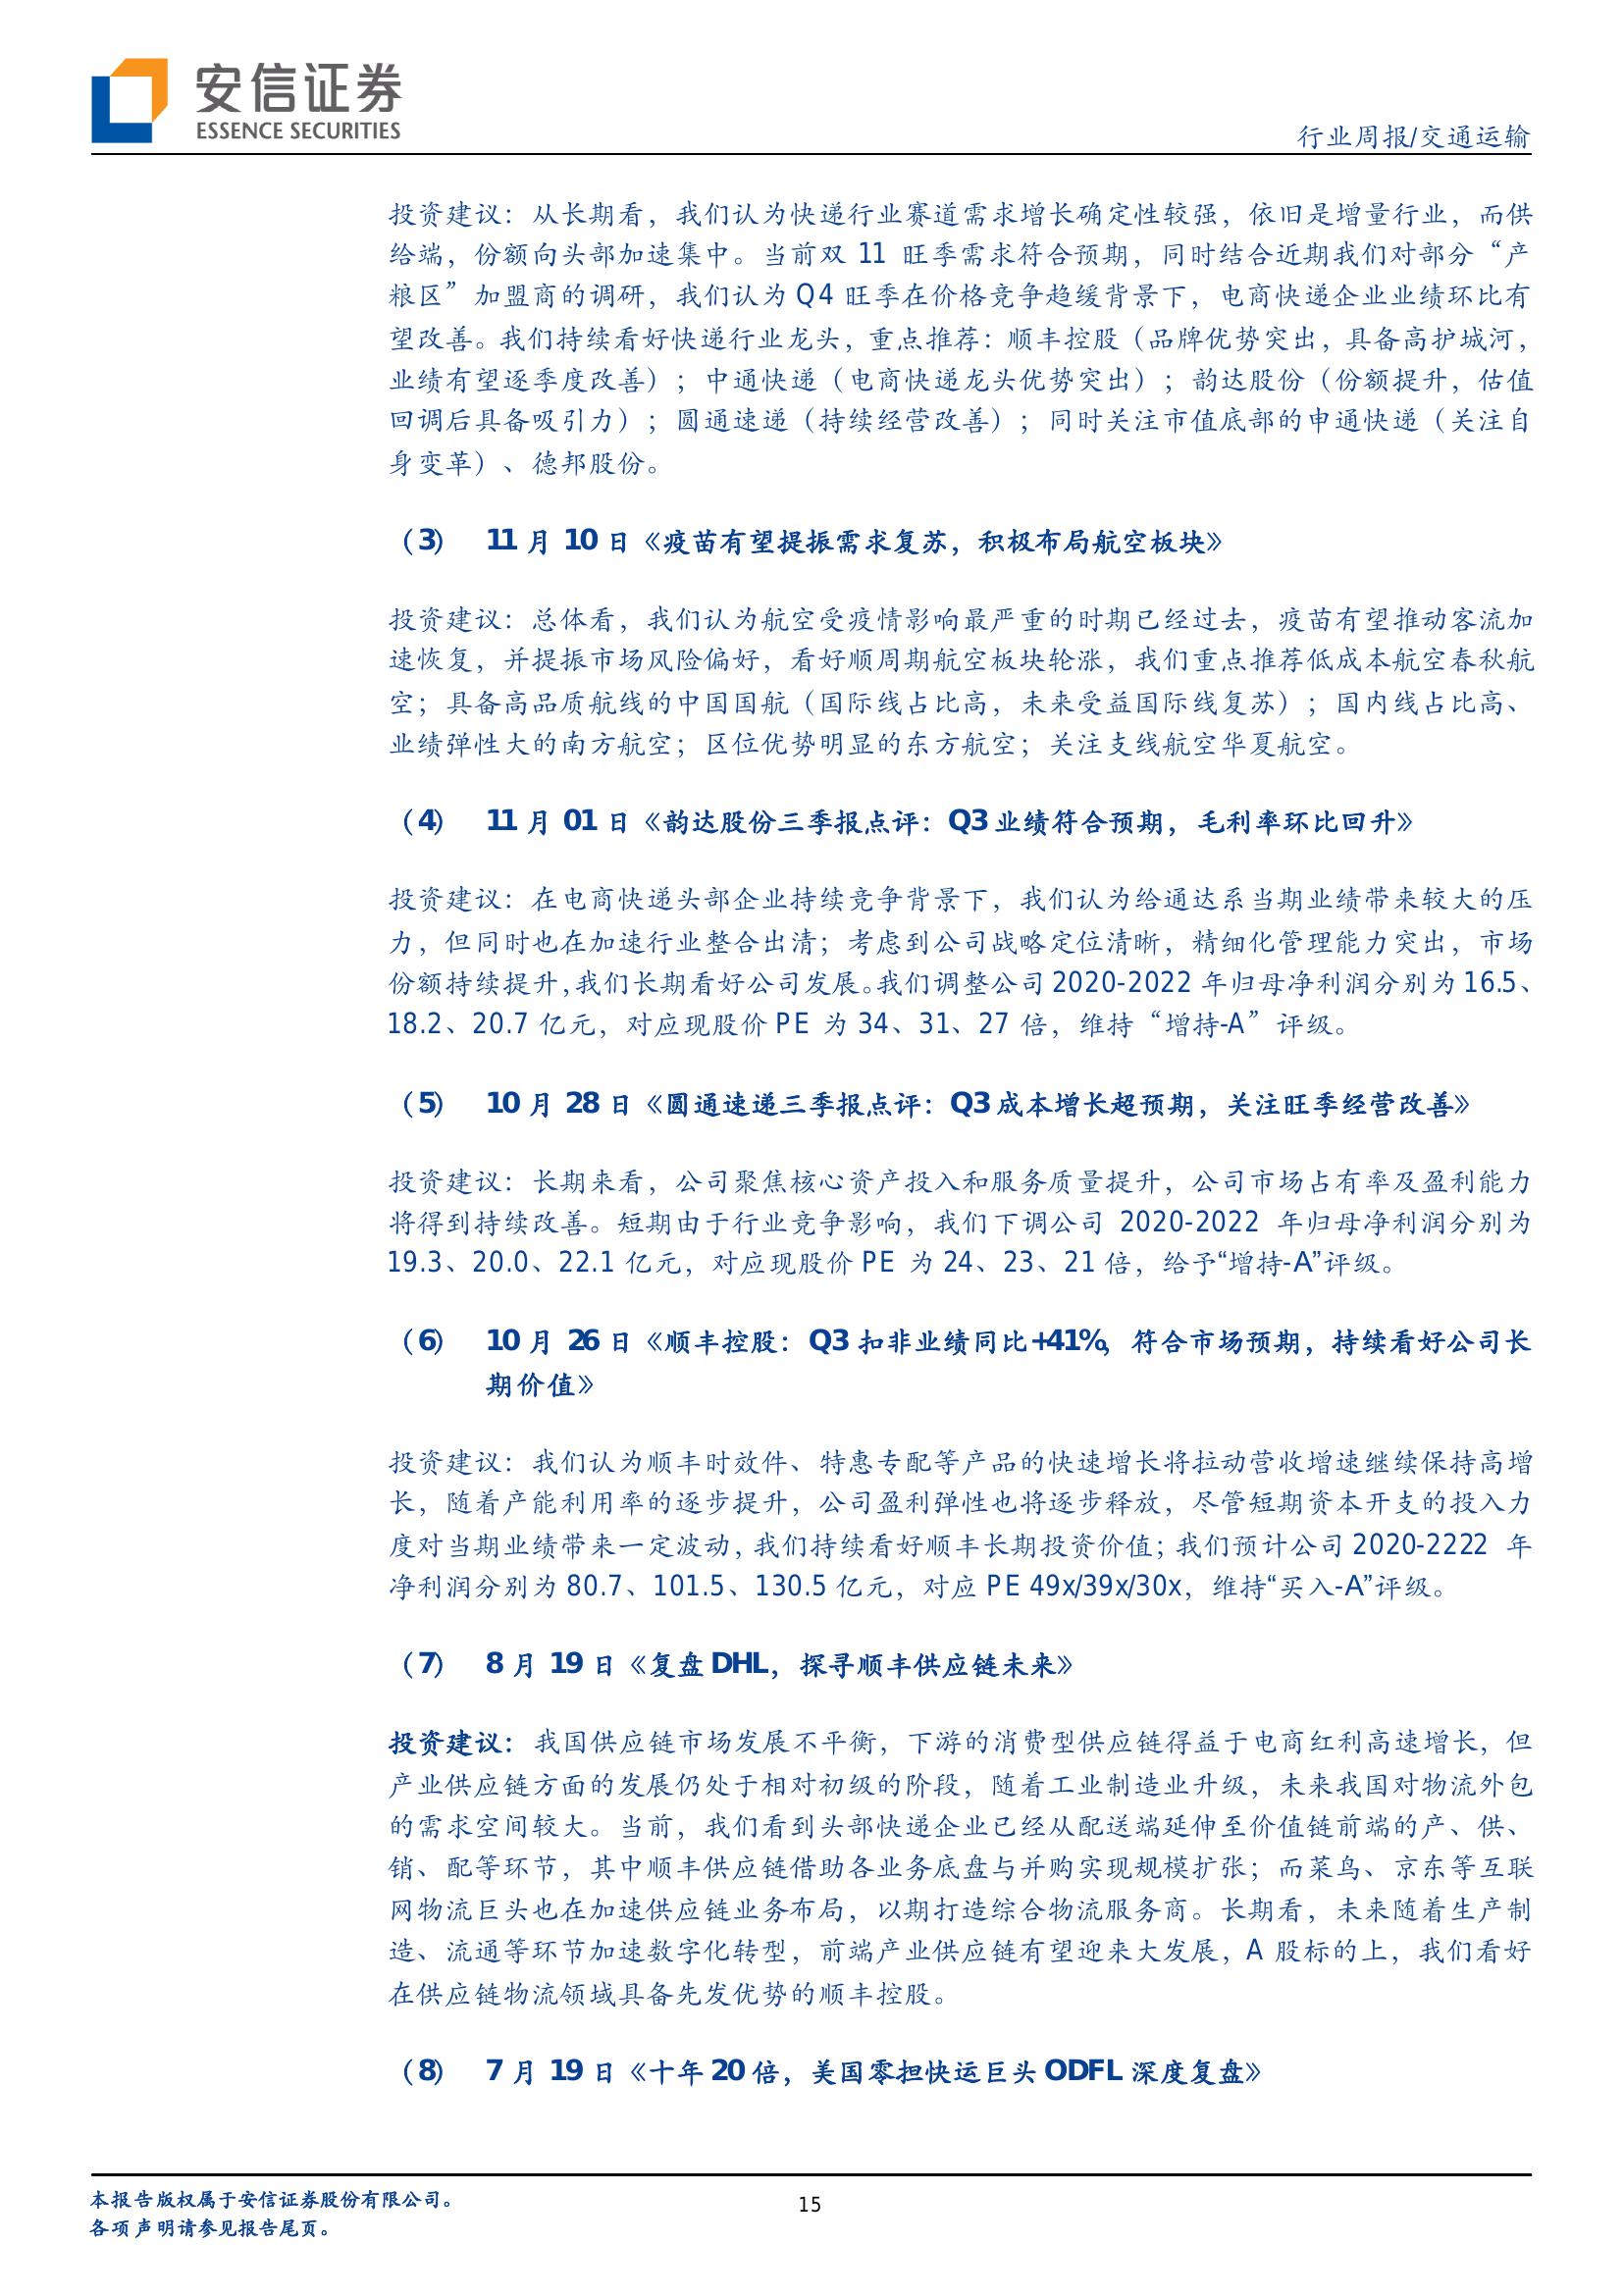 安信证券
ESSENCE SECURITIES
行业周报/交通运输
投资建议：从长期看，我们认为快递行业赛道需求增长确定性较强，依旧是增量行业，而供
给端，份额向头部加速集中。当前双 11 旺季需求符合预期，同时结合近期我们对部分“产
粮区”加盟商的调研，我们认为 Q4 旺季在价格竞争趋缓背景下，电商快递企业业绩环比有
望改善。我们持续看好快递行业龙头，重点推荐：顺丰控股（品牌优势突出，具备高护城河，
业绩有望逐季度改善）；中通快递（电商快递龙头优势突出）；韵达股份（份额提升，估值
回调后具备吸引力）；圆通速递（持续经营改善）；同时关注市值底部的申通快递（关注自
身变革）、德邦股份。
（3） 11 月 10 日《疫苗有望提振需求复苏，积极布局航空板块》
投资建议：总体看，我们认为航空受疫情影响最严重的时期已经过去，疫苗有望推动客流加
速恢复，并提振市场风险偏好，看好顺周期航空板块轮涨，我们重点推荐低成本航空春秋航
空；具备高品质航线的中国国航（国际线占比高，未来受益国际线复苏）；国内线占比高、
业绩弹性大的南方航空；区位优势明显的东方航空；关注支线航空华夏航空。
（4） 11 月 01 日《韵达股份三季报点评：Q3 业绩符合预期，毛利率环比回升》
投资建议：在电商快递头部企业持续竞争背景下，我们认为给通达系当期业绩带来较大的压
力，但同时也在加速行业整合出清；考虑到公司战略定位清晰，精细化管理能力突出，市场
份额持续提升，我们长期看好公司发展。我们调整公司 2020-2022 年归母净利润分别为 16.5、
18.2、20.7 亿元，对应现股价 PE 为 34、31、27 倍，维持“增持-A”评级。
（5） 10 月 28 日《圆通速递三季报点评：Q3 成本增长超预期，关注旺季经营改善》
投资建议：长期来看，公司聚焦核心资产投入和服务质量提升，公司市场占有率及盈利能力
将得到持续改善。短期由于行业竞争影响，我们下调公司 2020-2022 年归母净利润分别为
19.3、20.0、22.1 亿元，对应现股价 PE 为 24、23、21 倍，给予“增持-A”评级。
（6） 10 月 26 日《顺丰控股：Q3 扣非业绩同比+41%，符合市场预期，持续看好公司长
期价值》
投资建议：我们认为顺丰时效件、特惠专配等产品的快速增长将拉动营收增速继续保持高增
长，随着产能利用率的逐步提升，公司盈利弹性也将逐步释放，尽管短期资本开支的投入力
度对当期业绩带来一定波动，我们持续看好顺丰长期投资价值；我们预计公司 2020-2222 年
净利润分别为 80.7、101.5、130.5 亿元，对应 PE 49x/39x/30x，维持“买入-A”评级。
（7） 8 月 19 日《复盘 DHL，探寻顺丰供应链未来》
投资建议：我国供应链市场发展不平衡，下游的消费型供应链得益于电商红利高速增长，但
产业供应链方面的发展仍处于相对初级的阶段，随着工业制造业升级，未来我国对物流外包
的需求空间较大。当前，我们看到头部快递企业已经从配送端延伸至价值链前端的产、供、
销、配等环节，其中顺丰供应链借助各业务底盘与并购实现规模扩张；而菜鸟、京东等互联
网物流巨头也在加速供应链业务布局，以期打造综合物流服务商。长期看，未来随着生产制
造、流通等环节加速数字化转型，前端产业供应链有望迎来大发展，A 股标的上，我们看好
在供应链物流领域具备先发优势的顺丰控股。
（8） 7 月 19 日《十年 20 倍，美国零担快运巨头 ODFL 深度复盘》
本报告版权属于安信证券股份有限公司。
各项声明请参见报告尾页。
15